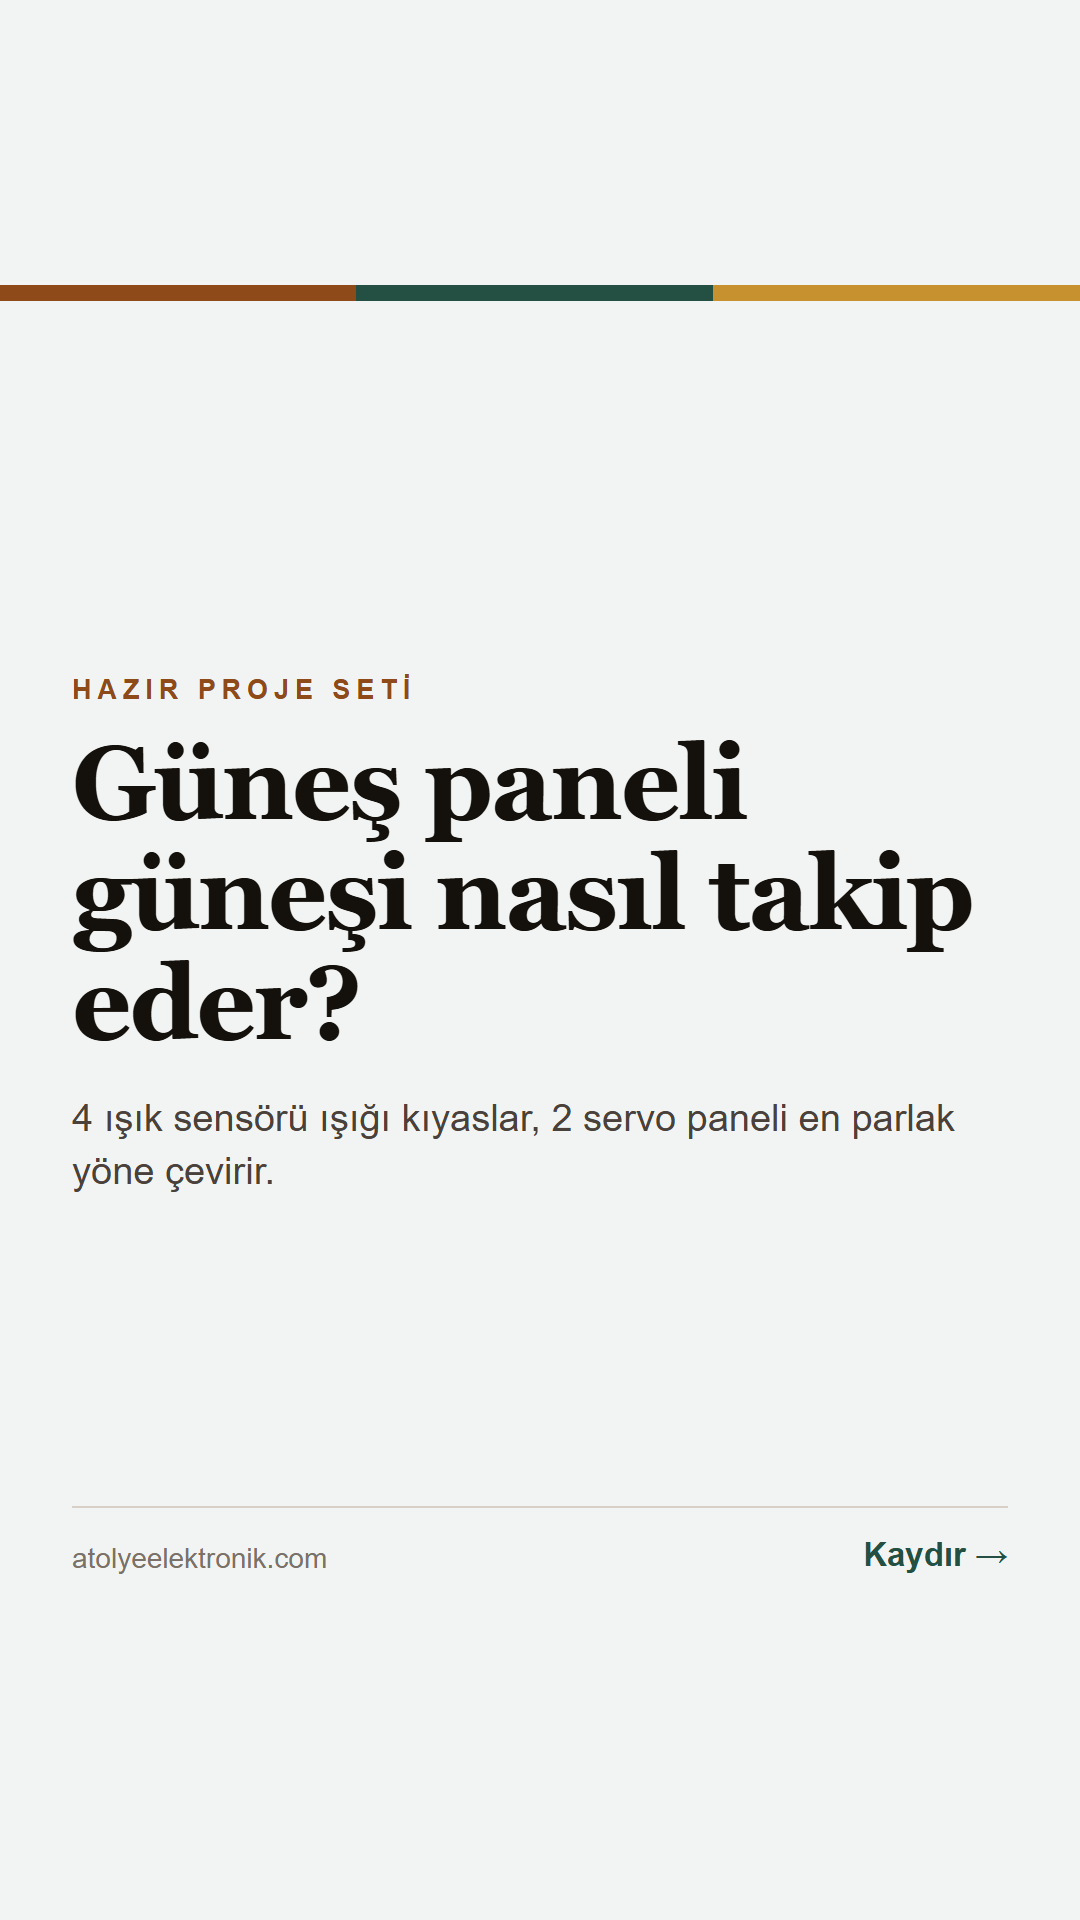 HAZIR PROJE SETİ
Güneş paneli
güneşi nasıl takip
eder?
4 ışık sensörü ışığı kıyaslar, 2 servo paneli en parlak
yöne çevirir.
atolyeelektronik.com
Kaydır →